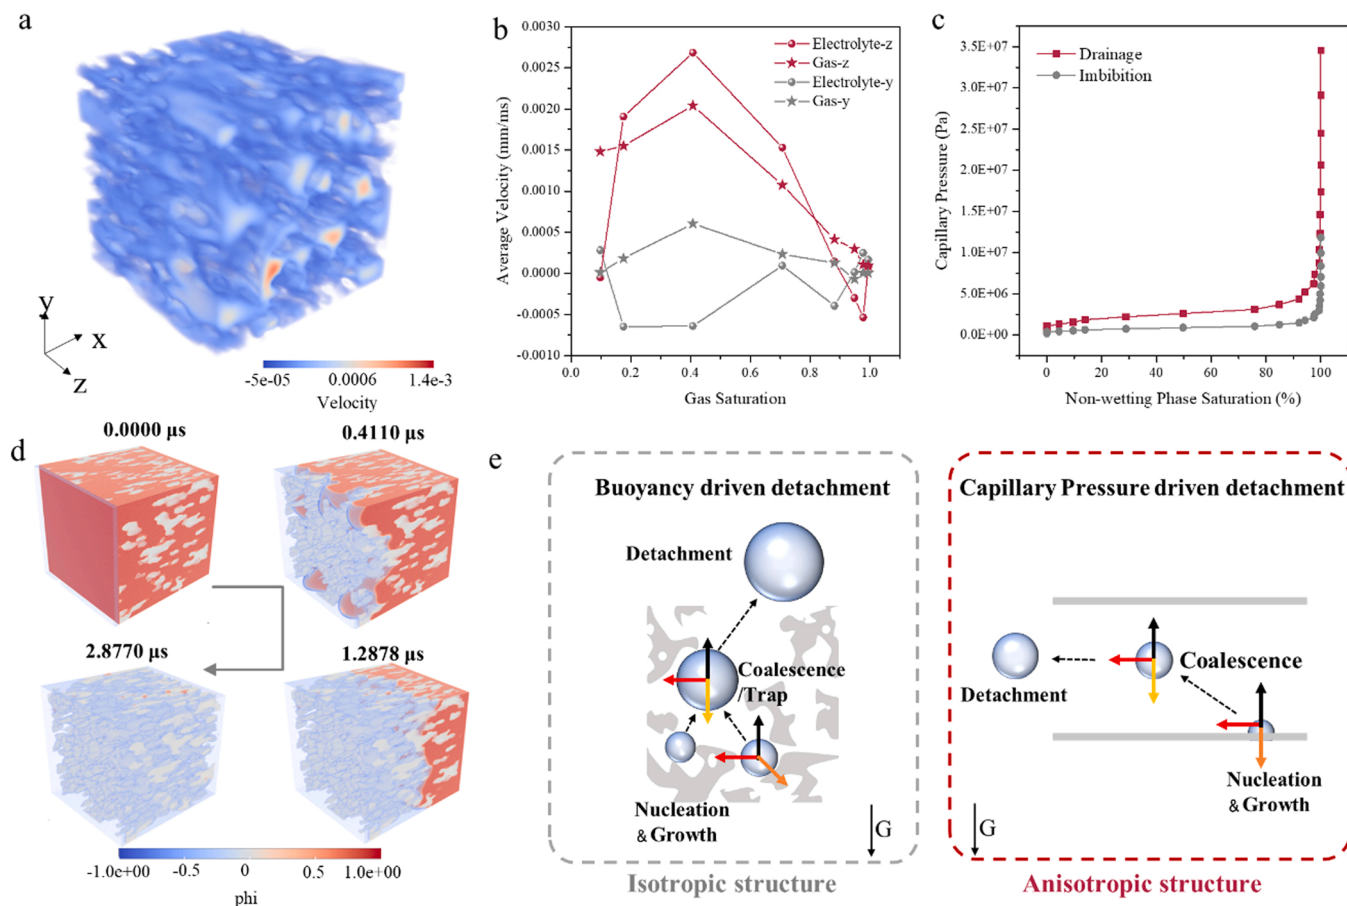 a
y
x
z
-5e-05 0.0006 1.4e-3
Velocity
b
0.0030
0.0025
0.0020
0.0015
0.0010
0.0005
0.0000
-0.0005
-0.0010
Average Velocity (mm/ms)
Electrolyte-z
Gas-z
Electrolyte-y
Gas-y
0.0 0.2 0.4 0.6 0.8 1.0
Gas Saturation
c
3.5E+07
3.0E+07
2.5E+07
2.0E+07
1.5E+07
1.0E+07
5.0E+06
0.0E+00
Capillary Pressure (Pa)
Drainage
Imbibition
0 20 40 60 80 100
Non-wetting Phase Saturation (%)
d
0.0000 μs
0.4110 μs
2.8770 μs
1.2878 μs
-1.0e+00 -0.5 0 0.5 1.0e+00
phi
e
Buoyancy driven detachment
Detachment
Coalescence
/Trap
Nucleation
& Growth
G
Isotropic structure
Capillary Pressure driven detachment
Coalescence
Detachment
Nucleation
& Growth
G
Anisotropic structure